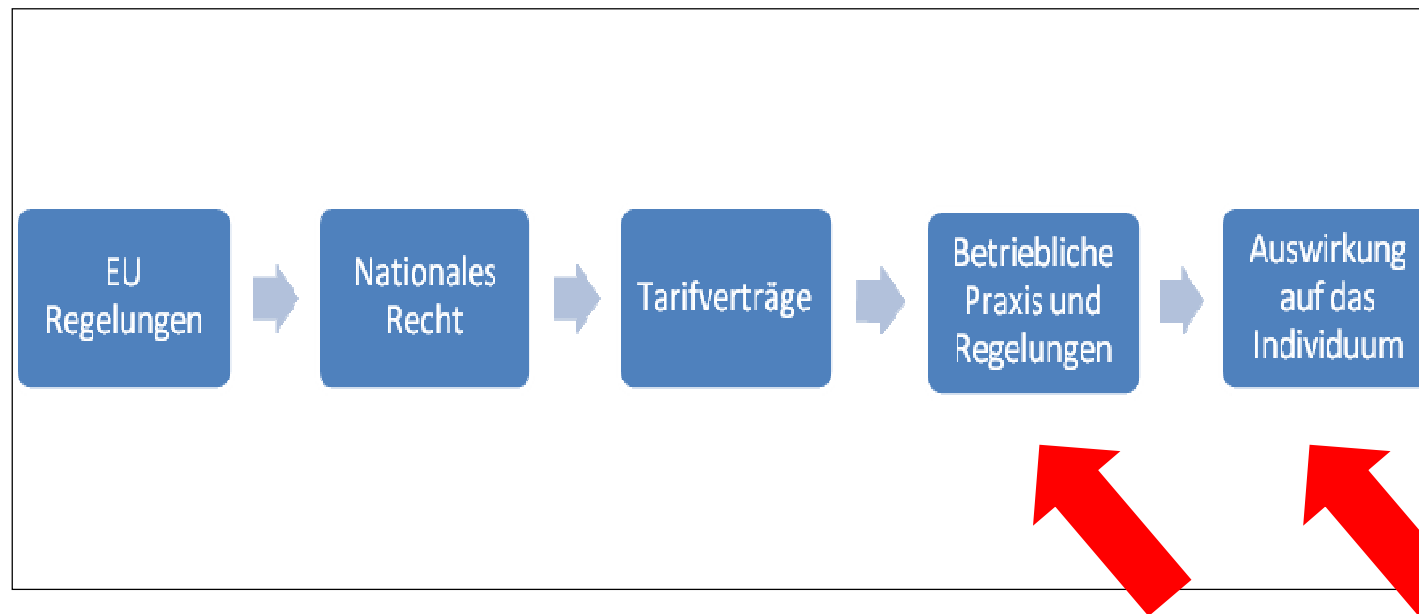 EU
Regelungen
Nationales
Recht
Tarifverträge
Betriebliche
Praxis und
Regelungen
Auswirkung
auf das
Individuum